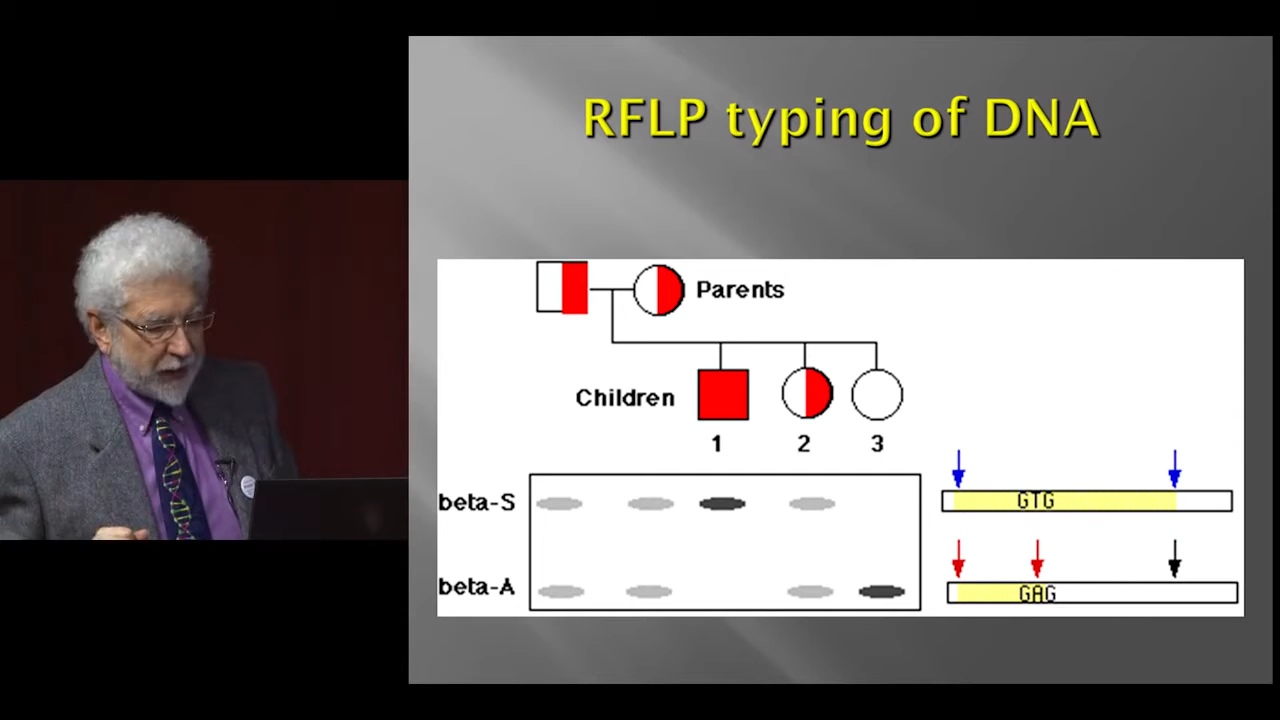 RFLP typing of DNA
Parents
Children
1 2 3
beta-S
GTG
beta-A
GAG